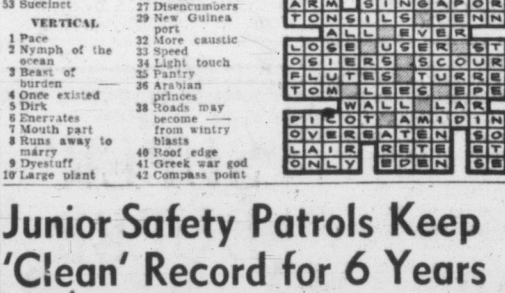 53 Succinct
VERTICAL
1 Pace
2 Nymph of the
ocean
3 Beast of
burden —
4 Once existed
5 Dirk
6 Enervates
7 Mouth part
8 Runs away to
marry
9 Dyestuff
10 Large plant
27 Disencumbers
29 New Guinea
port
32 More caustic
33 Speed
34 Light touch
35 Pantry
36 Arabian
princes
38 Roads may
become —
from wintry
blasts
40 Roof edge
41 Greek war god
42 Compass point
ARM SINGAPOR
TONSILS PENN
ALL EVER
LOSE USER ST
OSIERS SCOUR
FLUTES TURRE
TOM LEES EPE
WALL LAR
PILOT AMIDIN
OVEREATEN SO
LAIR RETE ET
ONLY EDEN SE
Junior Safety Patrols Keep
'Clean' Record for 6 Years